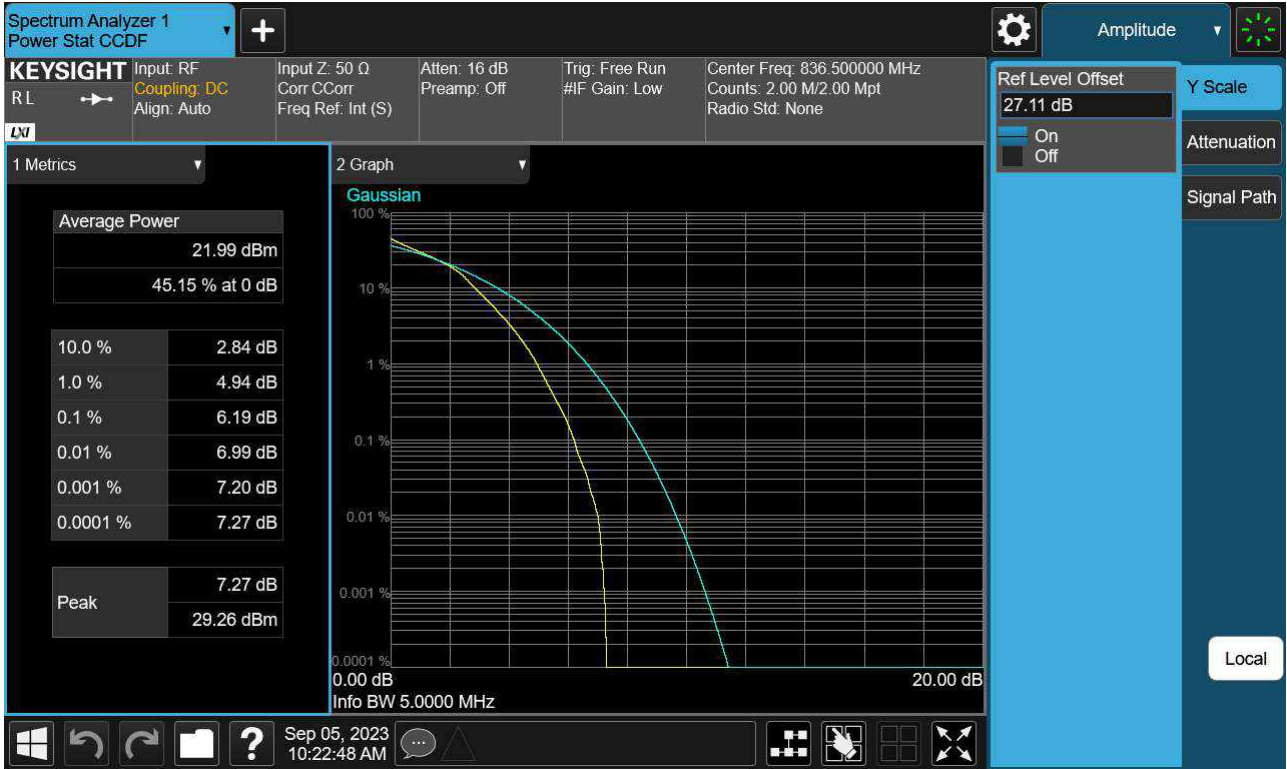 Spectrum Analyzer 1
Power Stat CCDF
+
Amplitude
KEYSIGHT
R L
LXI
Input: RF
Coupling: DC
Align: Auto
Input Z: 50 Ω
Corr CCorr
Freq Ref: Int (S)
Atten: 16 dB
Preamp: Off
Trig: Free Run
#IF Gain: Low
Center Freq: 836.500000 MHz
Counts: 2.00 M/2.00 Mpt
Radio Std: None
Ref Level Offset
27.11 dB
On
Off
Y Scale
Attenuation
Signal Path
Local
1 Metrics
Average Power
21.99 dBm
45.15 % at 0 dB
10.0 % 2.84 dB
1.0 % 4.94 dB
0.1 % 6.19 dB
0.01 % 6.99 dB
0.001 % 7.20 dB
0.0001 % 7.27 dB
Peak
7.27 dB
29.26 dBm
2 Graph
Gaussian
100 %
10 %
1 %
0.1 %
0.01 %
0.001 %
0.0001 %
0.00 dB 20.00 dB
Info BW 5.0000 MHz
?
Sep 05, 2023
10:22:48 AM